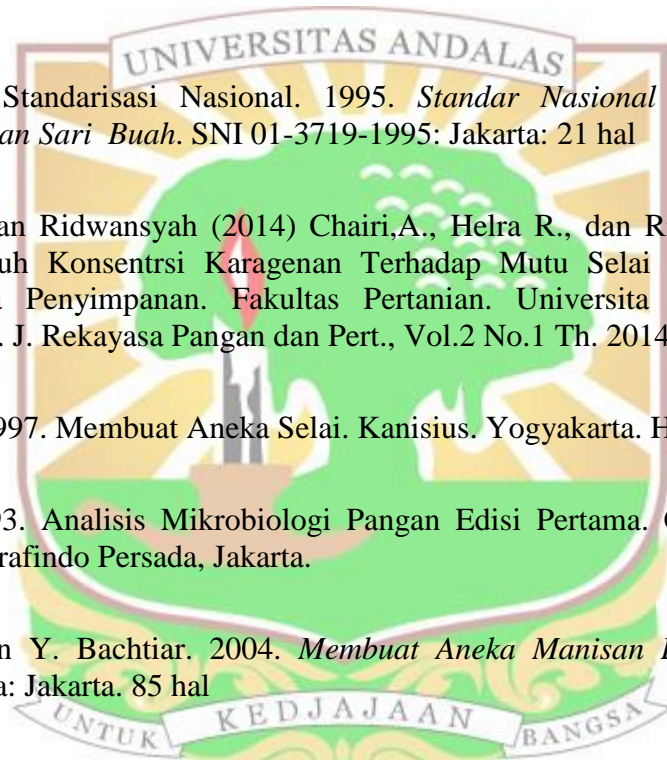 UNIVERSITAS ANDALAS
Standarisasi Nasional. 1995. Standar Nasional
an Sari Buah. SNI 01-3719-1995: Jakarta: 21 hal
an Ridwansyah (2014) Chairi,A., Helra R., dan R
uh Konsentrsi Karagenan Terhadap Mutu Selai
Penyimpanan. Fakultas Pertanian. Universita
. J. Rekayasa Pangan dan Pert., Vol.2 No.1 Th. 2014
997. Membuat Aneka Selai. Kanisius. Yogyakarta. H
93. Analisis Mikrobiologi Pangan Edisi Pertama.
rafindo Persada, Jakarta.
n Y. Bachtiar. 2004. Membuat Aneka Manisan
a: Jakarta. 85 hal
UNTUK KEDJAJAAN BANGSA